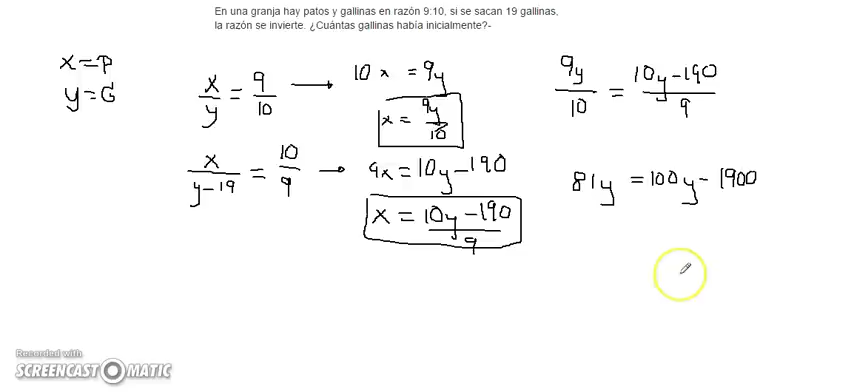 En una granja hay patos y gallinas en razón 9:10, si se sacan 19 gallinas,
la razón se invierte. ¿Cuántas gallinas había inicialmente?-
x = P
y = G
x/y = 9/10 → 10x = 9y
x = 9y/10
x/(y-19) = 10/9 → 9x = 10y - 190
x = (10y - 190)/9
9y/10 = (10y - 190)/9
81y = 100y - 1900
Recorded with
SCREENCAST-O-MATIC